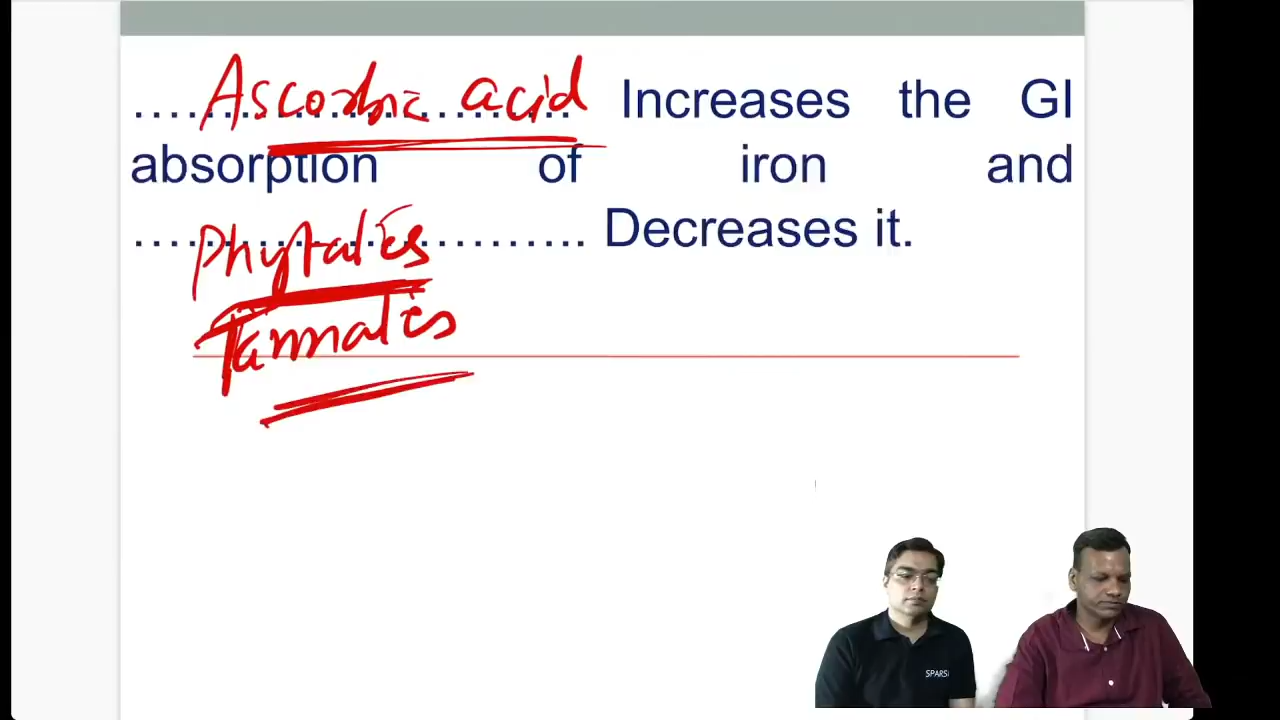 Ascorbic acid Increases the GI
absorption of iron and
Phytates Decreases it.
Tannates
SPARSH